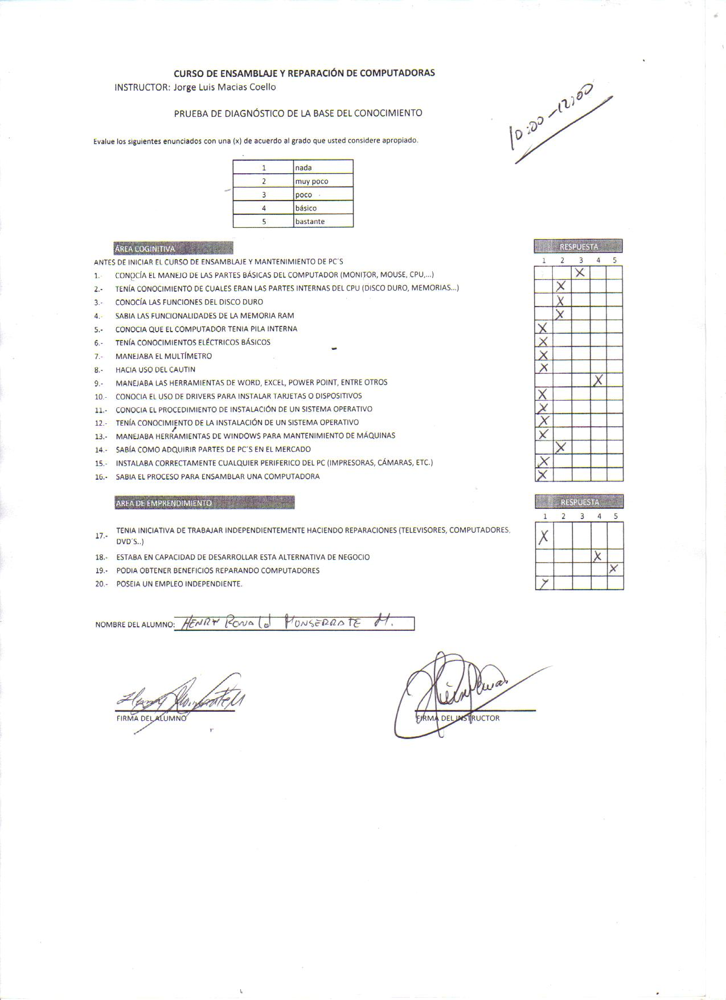 CURSO DE ENSAMBLAJE Y REPARACIÓN DE COMPUTADORAS
INSTRUCTOR: Jorge Luis Macias Coello
10:00-12:00
PRUEBA DE DIAGNÓSTICO DE LA BASE DEL CONOCIMIENTO
Evalue los siguientes enunciados con una (x) de acuerdo al grado que usted considere apropiado.
1 nada
2 muy poco
3 poco
4 básico
5 bastante
ÁREA COGINITIVA RESPUESTA
ANTES DE INICIAR EL CURSO DE ENSAMBLAJE Y MANTENIMIENTO DE PC´S 1 2 3 4 5
1.- CONOCÍA EL MANEJO DE LAS PARTES BÁSICAS DEL COMPUTADOR (MONITOR, MOUSE, CPU,...) X
2.- TENÍA CONOCIMIENTO DE CUALES ERAN LAS PARTES INTERNAS DEL CPU (DISCO DURO, MEMORIAS...) X
3.- CONOCÍA LAS FUNCIONES DEL DISCO DURO X
4.- SABIA LAS FUNCIONALIDADES DE LA MEMORIA RAM X
5.- CONOCIA QUE EL COMPUTADOR TENIA PILA INTERNA X
6.- TENÍA CONOCIMIENTOS ELÉCTRICOS BÁSICOS X
7.- MANEJABA EL MULTÍMETRO X
8.- HACIA USO DEL CAUTIN X
9.- MANEJABA LAS HERRAMIENTAS DE WORD, EXCEL, POWER POINT, ENTRE OTROS X
10.- CONOCIA EL USO DE DRIVERS PARA INSTALAR TARJETAS O DISPOSITIVOS X
11.- CONOCIA EL PROCEDIMIENTO DE INSTALACIÓN DE UN SISTEMA OPERATIVO X
12.- TENÍA CONOCIMIENTO DE LA INSTALACIÓN DE UN SISTEMA OPERATIVO X
13.- MANEJABA HERRAMIENTAS DE WINDOWS PARA MANTENIMIENTO DE MÁQUINAS X
14.- SABÍA COMO ADQUIRIR PARTES DE PC´S EN EL MERCADO X
15.- INSTALABA CORRECTAMENTE CUALQUIER PERIFERICO DEL PC (IMPRESORAS, CÁMARAS, ETC.) X
16.- SABIA EL PROCESO PARA ENSAMBLAR UNA COMPUTADORA X
ÁREA DE EMPRENDIMIENTO RESPUESTA
1 2 3 4 5
17.- TENIA INICIATIVA DE TRABAJAR INDEPENDIENTEMENTE HACIENDO REPARACIONES (TELEVISORES, COMPUTADORES, X
DVD´S..)
18.- ESTABA EN CAPACIDAD DE DESARROLLAR ESTA ALTERNATIVA DE NEGOCIO X
19.- PODIA OBTENER BENEFICIOS REPARANDO COMPUTADORES X
20.- POSEIA UN EMPLEO INDEPENDIENTE. X
NOMBRE DEL ALUMNO: HENRY RONALD MONSERRATE M.
FIRMA DEL ALUMNO FIRMA DEL INSTRUCTOR